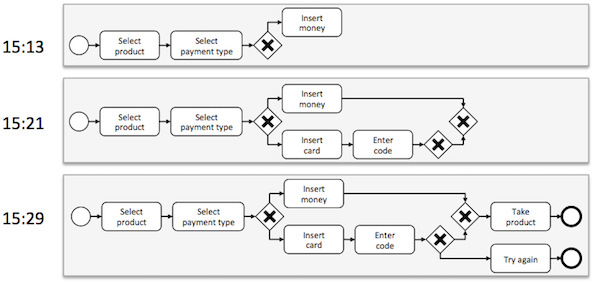 15:13
Select
product
Select
payment type
Insert
money
15:21
Select
product
Select
payment type
Insert
money
Insert
card
Enter
code
15:29
Select
product
Select
payment type
Insert
money
Insert
card
Enter
code
Take
product
Try again